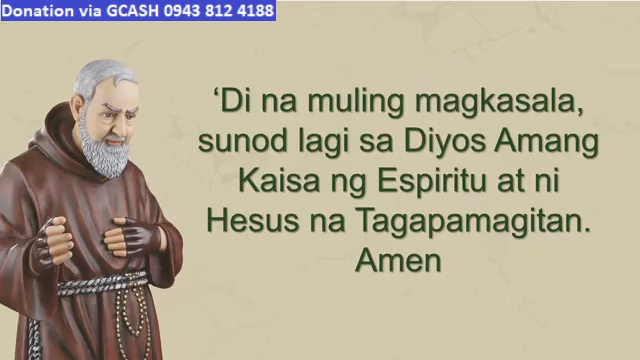 Donation via GCASH 0943 812 4188
‘Di na muling magkasala,
sunod lagi sa Diyos Amang
Kaisa ng Espiritu at ni
Hesus na Tagapamagitan.
Amen